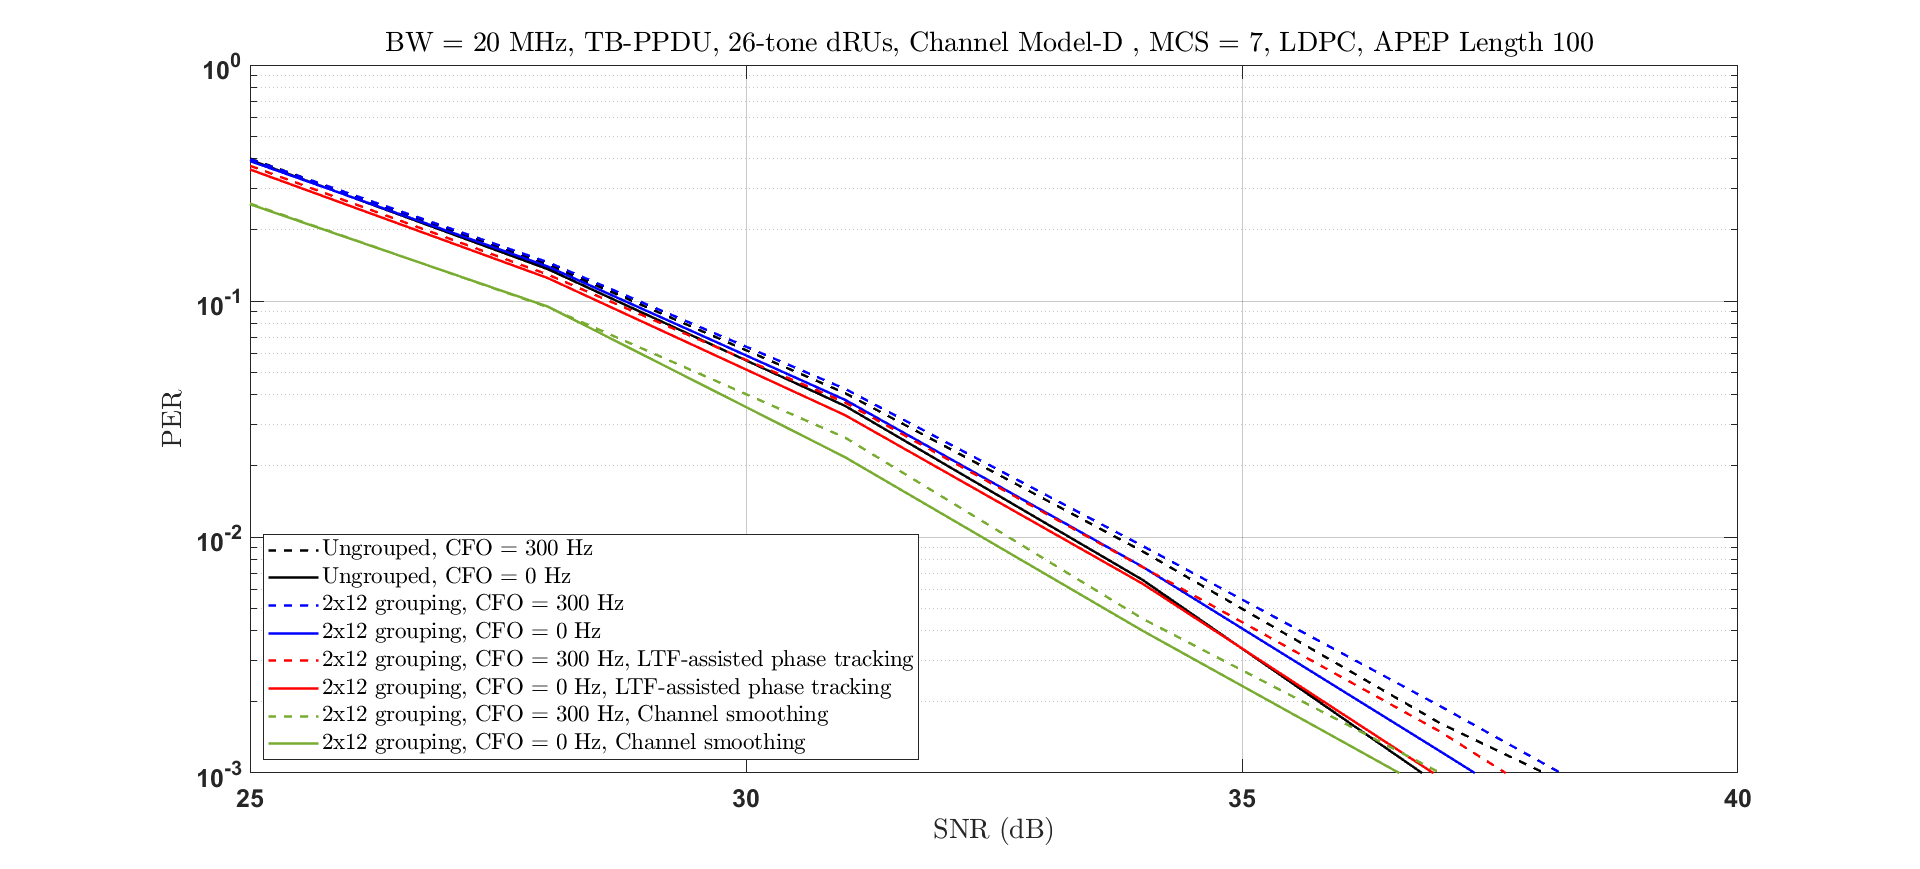 BW = 20 MHz, TB-PPDU, 26-tone dRUs, Channel Model-D , MCS = 7, LDPC, APEP Length 100
10^0
10^-1
10^-2
10^-3
PER
Ungrouped, CFO = 300 Hz
Ungrouped, CFO = 0 Hz
2x12 grouping, CFO = 300 Hz
2x12 grouping, CFO = 0 Hz
2x12 grouping, CFO = 300 Hz, LTF-assisted phase tracking
2x12 grouping, CFO = 0 Hz, LTF-assisted phase tracking
2x12 grouping, CFO = 300 Hz, Channel smoothing
2x12 grouping, CFO = 0 Hz, Channel smoothing
25 30 35 40
SNR (dB)